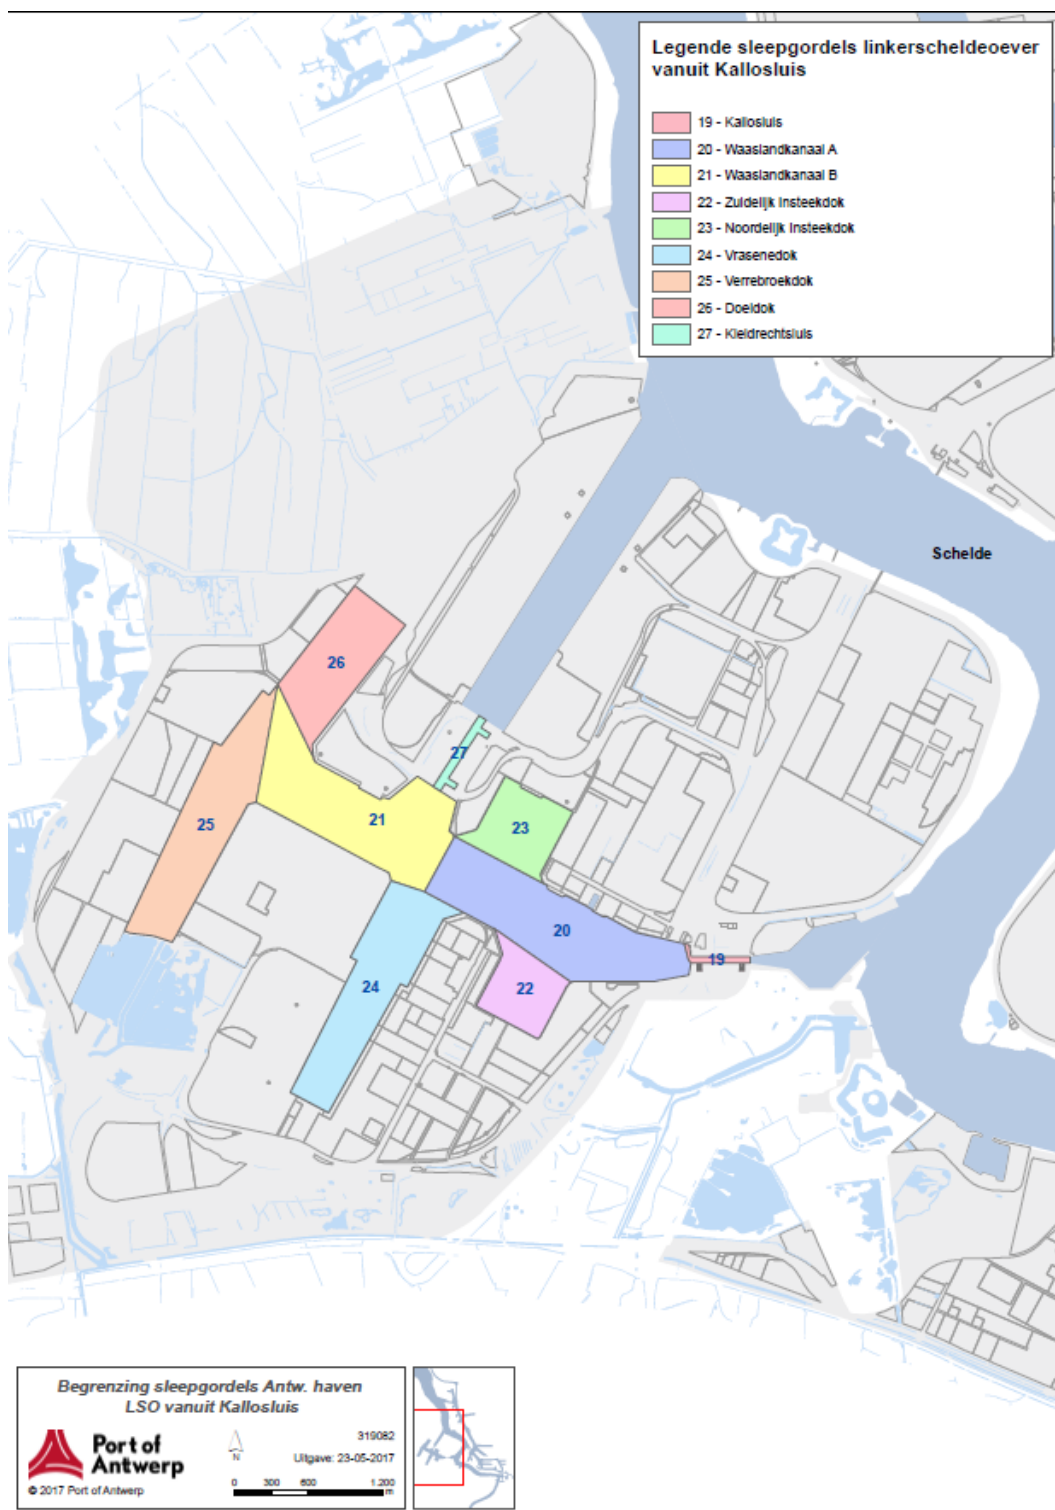 Legende sleepgordels linkerscheldeoever
vanuit Kallosluis
19 - Kallosluis
20 - Waaslandkanaal A
21 - Waaslandkanaal B
22 - Zuidelijk Insteekdok
23 - Noordelijk Insteekdok
24 - Vrasenedok
25 - Verrebroekdok
26 - Doeldok
27 - Kieldrechtsluis
Schelde
26
27
25
21
23
20
19
24
22
Begrenzing sleepgordels Antw. haven
LSO vanuit Kallosluis
Port of
Antwerp
© 2017 Port of Antwerp
N
319082
Uitgave: 23-05-2017
0 300 600 1.200
m